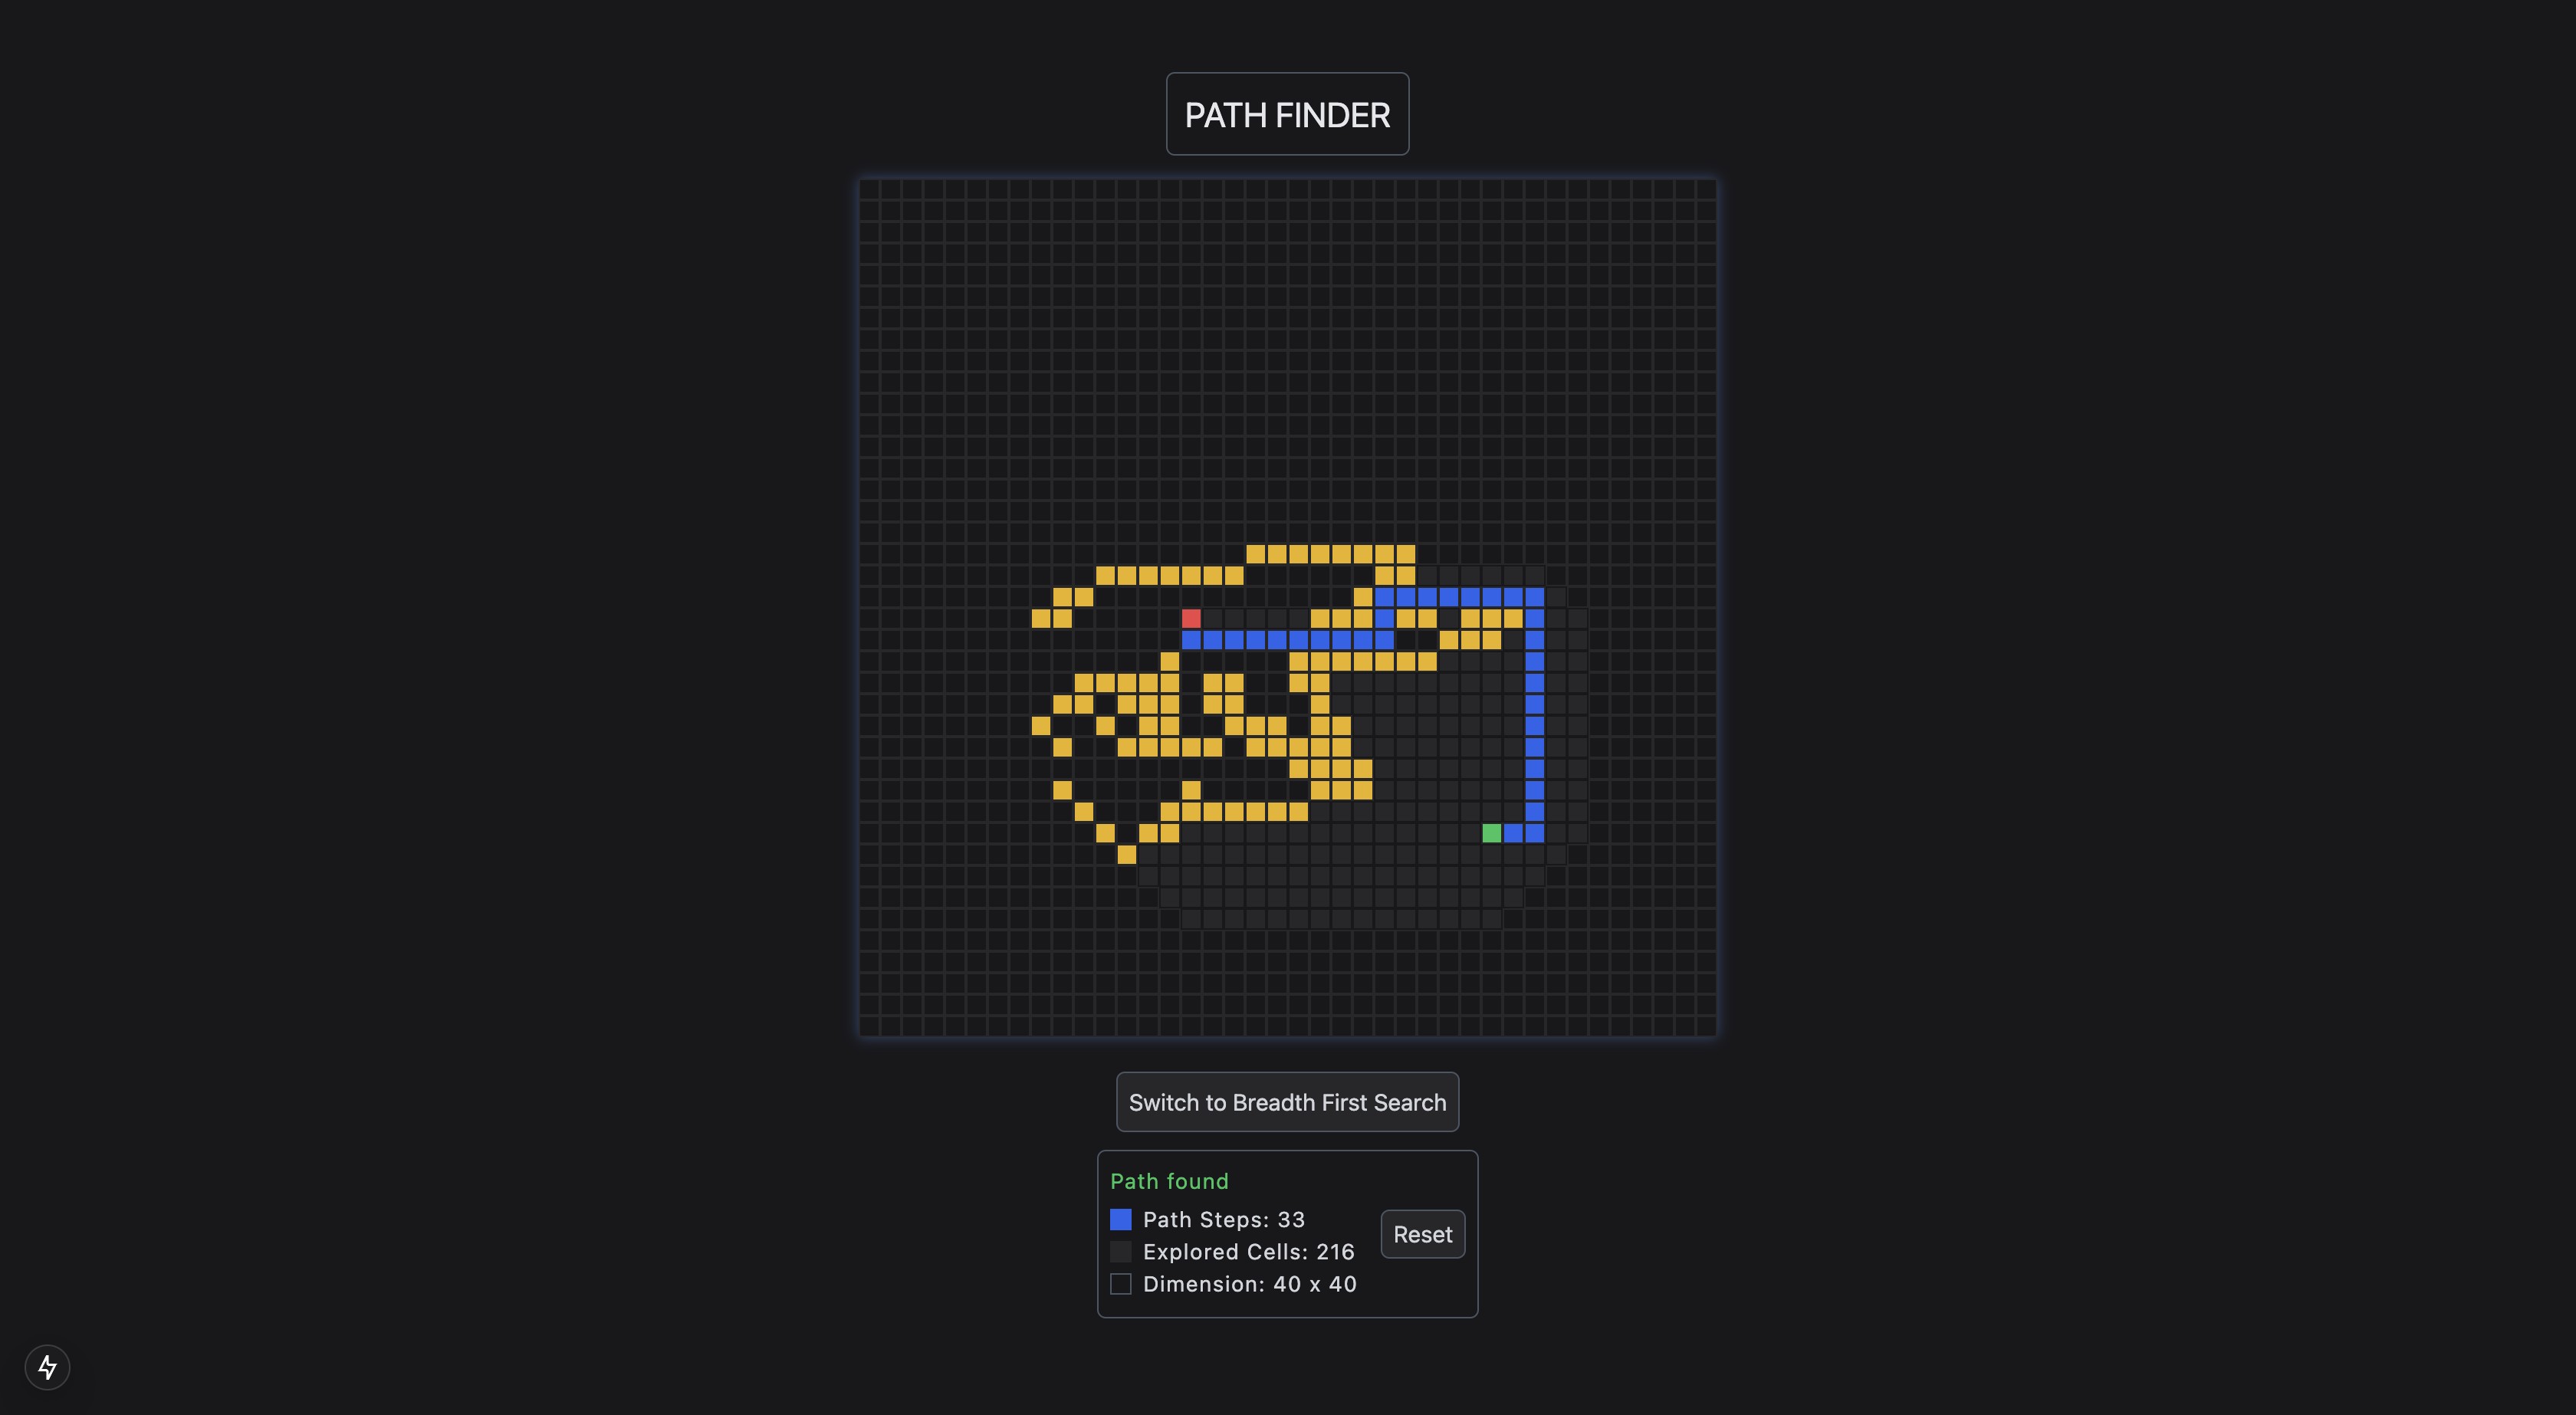 PATH FINDER
Switch to Breadth First Search
Path found
Path Steps: 33
Explored Cells: 216
Dimension: 40 x 40
Reset